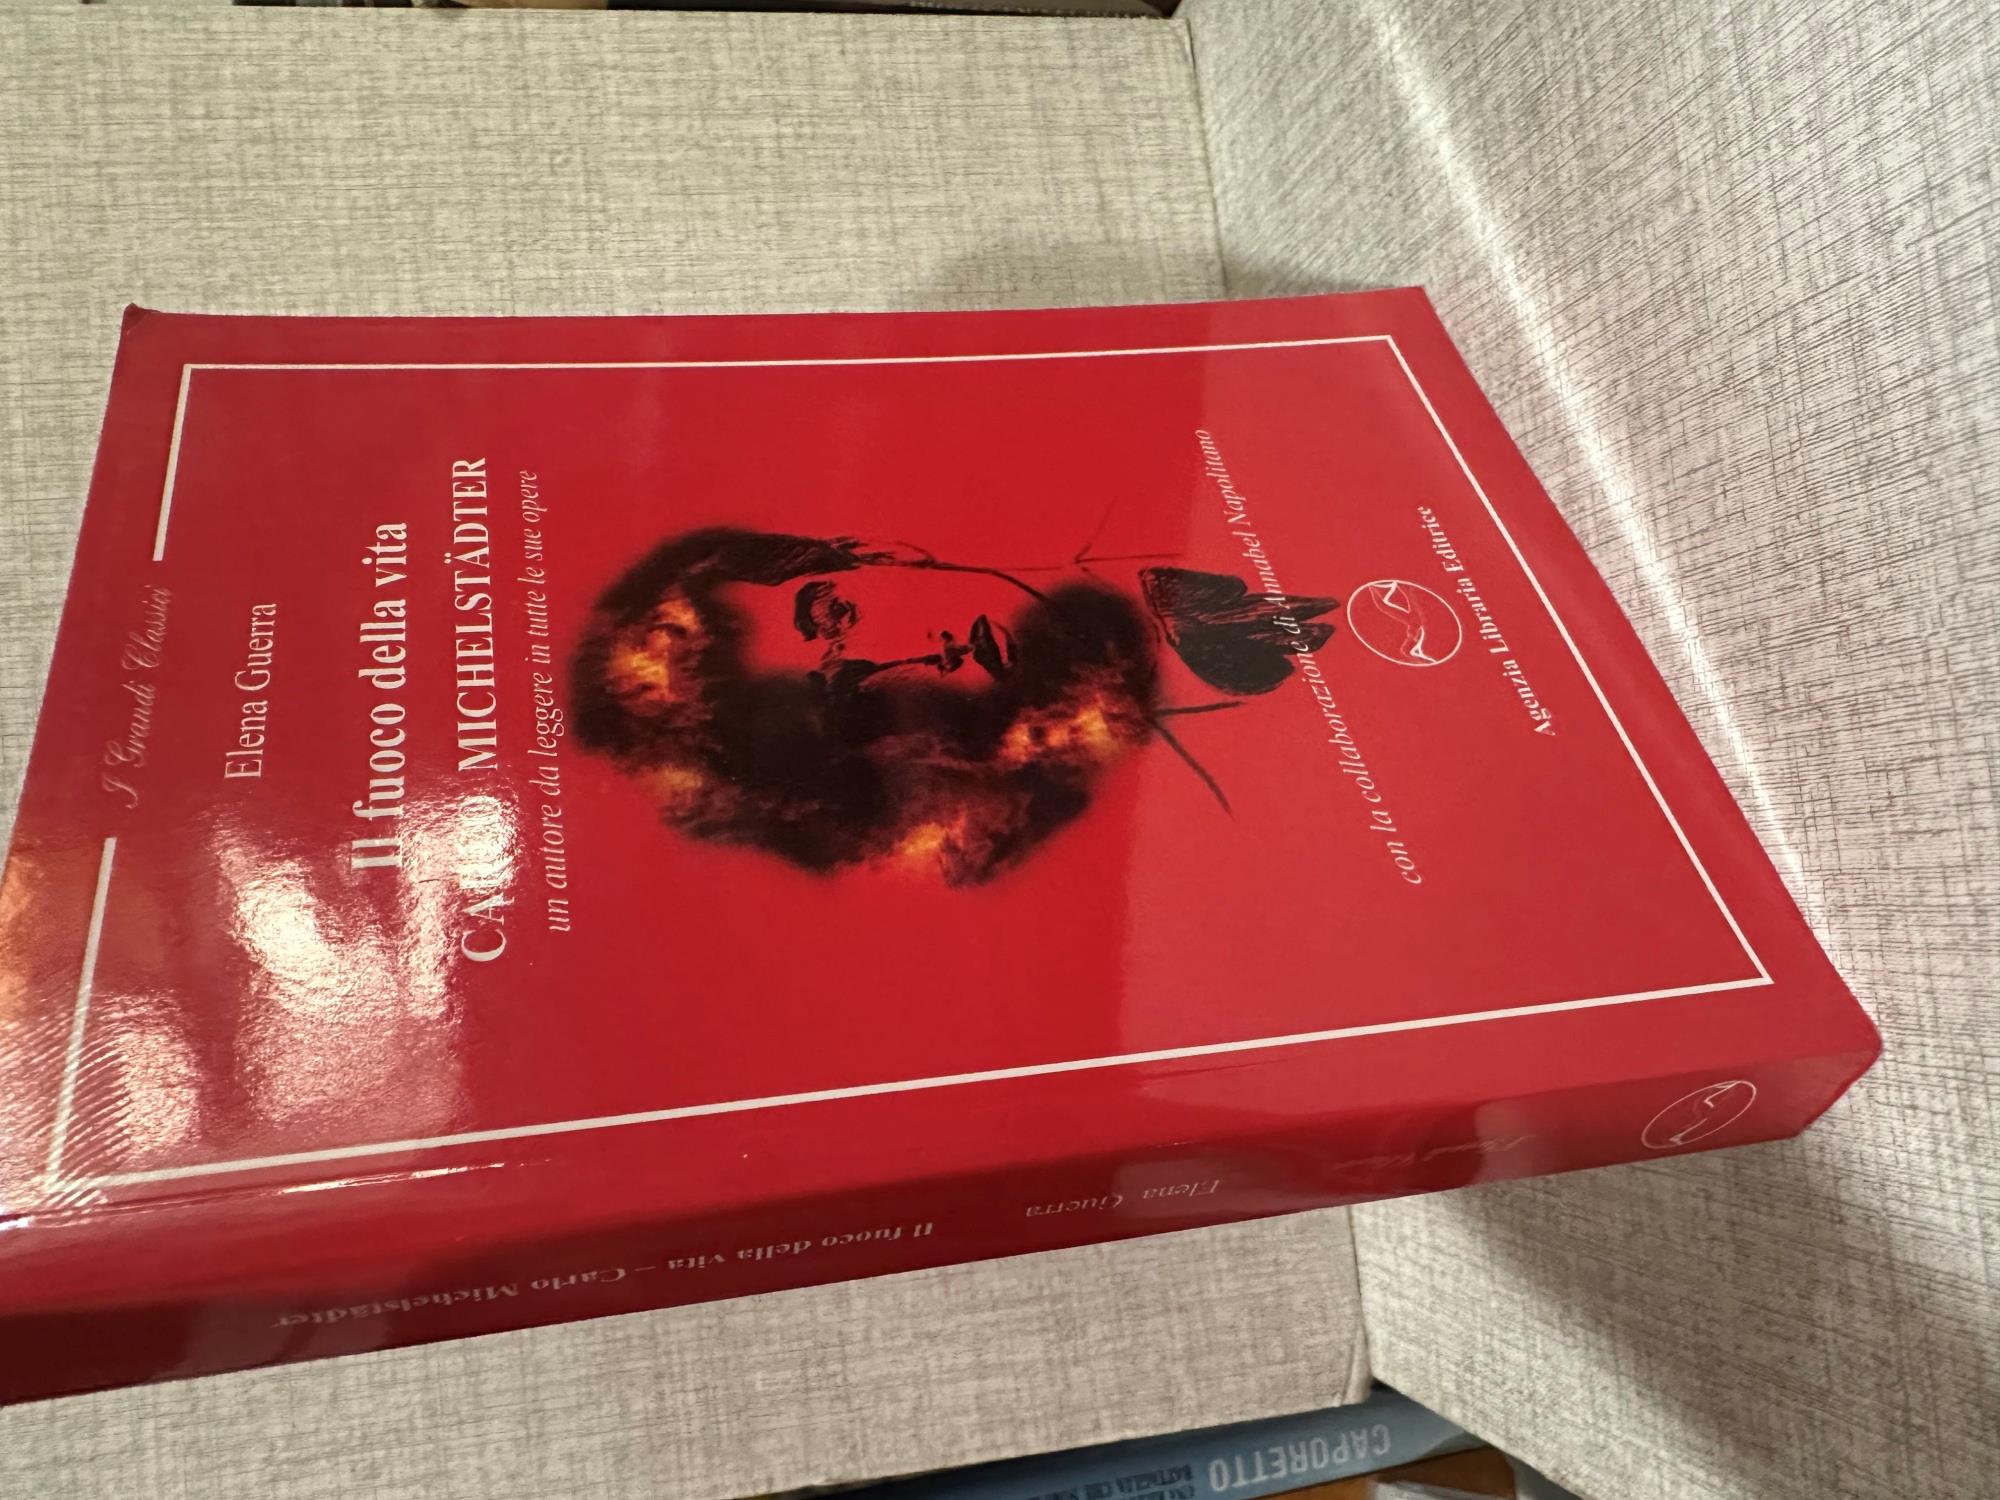 I Grandi Classici
Elena Guerra
Il fuoco della vita
CARLO MICHELSTÄDTER
un autore da leggere in tutte le sue opere
con la collaborazione di Annabel Napolitano
Agenzia Libraria Editrice
Elena Guerra
Il fuoco della vita – Carlo Michelstädter
CAPORETTO